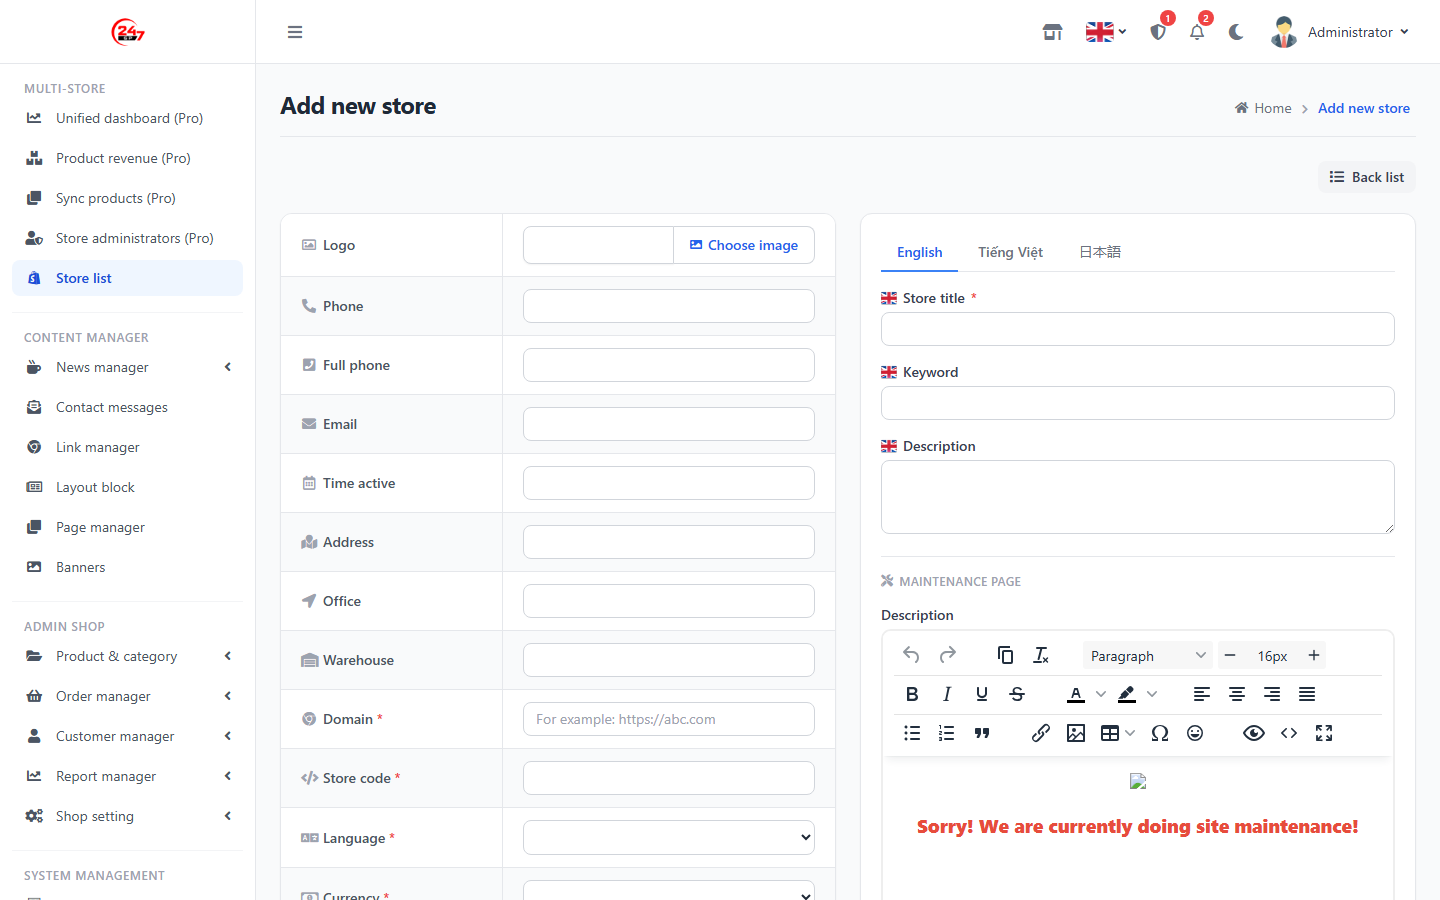 247
1
2
Administrator
MULTI-STORE
Unified dashboard (Pro)
Product revenue (Pro)
Sync products (Pro)
Store administrators (Pro)
Store list
CONTENT MANAGER
News manager
Contact messages
Link manager
Layout block
Page manager
Banners
ADMIN SHOP
Product & category
Order manager
Customer manager
Report manager
Shop setting
SYSTEM MANAGEMENT
Add new store
Home
Add new store
Back list
Logo
Choose image
Phone
Full phone
Email
Time active
Address
Office
Warehouse
Domain *
For example: https://abc.com
Store code *
Language *
Currency *
English
Tiếng Việt
日本語
Store title *
Keyword
Description
MAINTENANCE PAGE
Description
Paragraph
16px
Sorry! We are currently doing site maintenance!